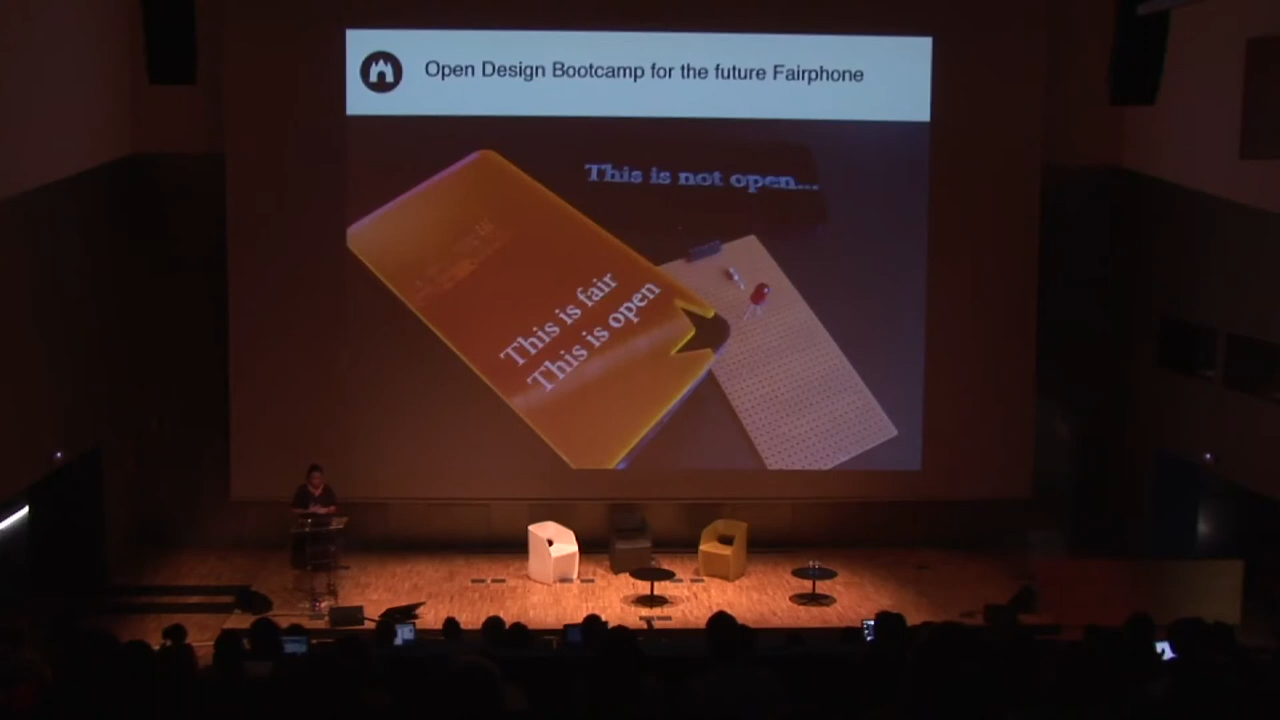 Open Design Bootcamp for the future Fairphone
This is not open...
This is fair
This is open